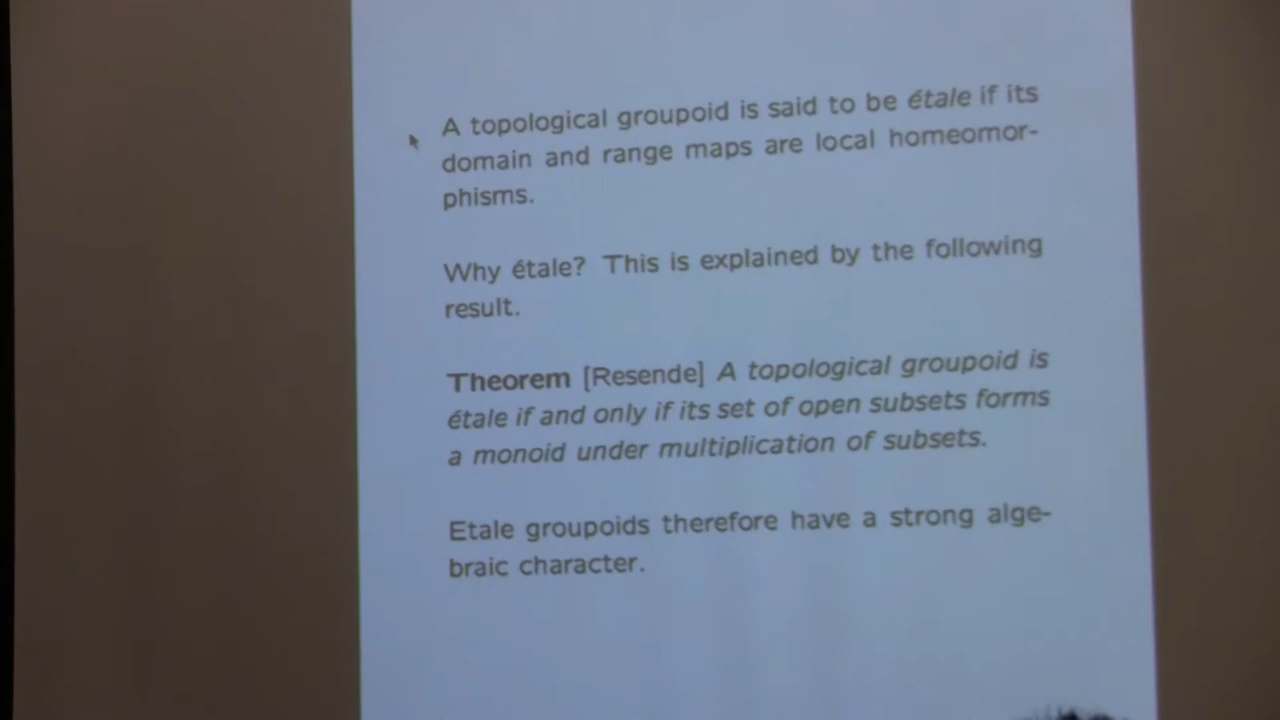 A topological groupoid is said to be étale if its
domain and range maps are local homeomor-
phisms.
Why étale? This is explained by the following
result.
Theorem [Resende] A topological groupoid is
étale if and only if its set of open subsets forms
a monoid under multiplication of subsets.
Etale groupoids therefore have a strong alge-
braic character.